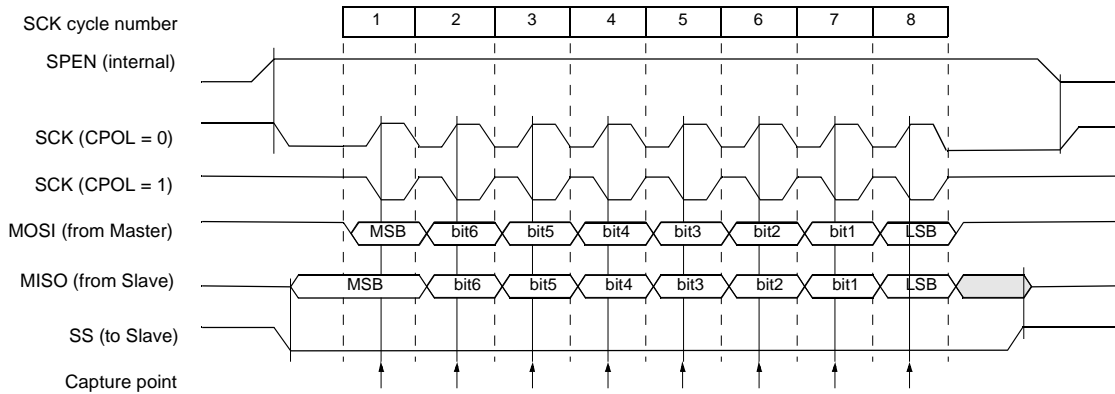 SCK cycle number 1 2 3 4 5 6 7 8
SPEN (internal)
SCK (CPOL = 0)
SCK (CPOL = 1)
MOSI (from Master) MSB bit6 bit5 bit4 bit3 bit2 bit1 LSB
MISO (from Slave) MSB bit6 bit5 bit4 bit3 bit2 bit1 LSB
SS (to Slave)
Capture point